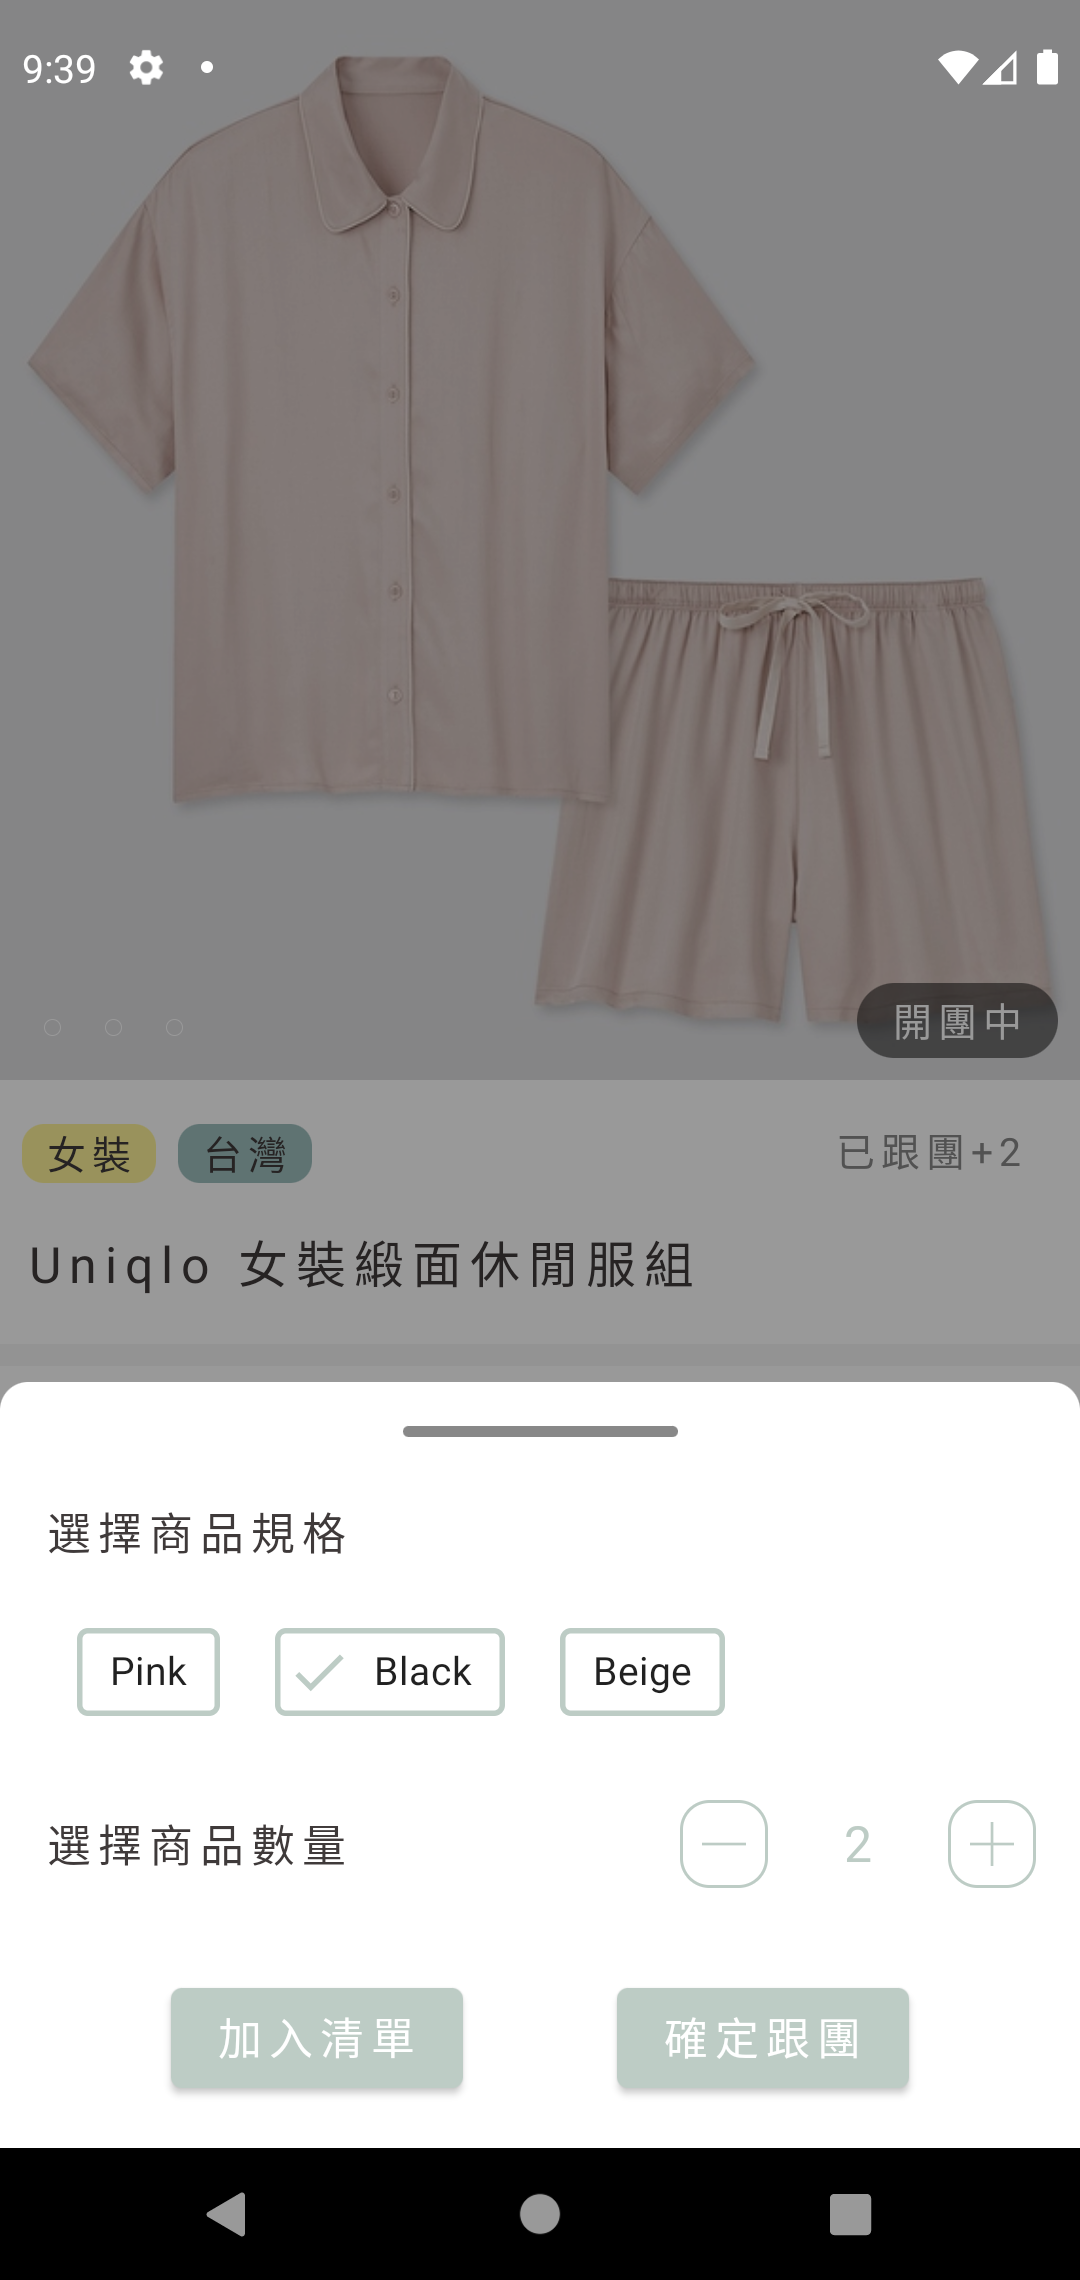 9:39
開團中
女裝 台灣 已跟團+2
Uniqlo 女裝緞面休閒服組
選擇商品規格
Pink Black Beige
選擇商品數量 2
加入清單 確定跟團